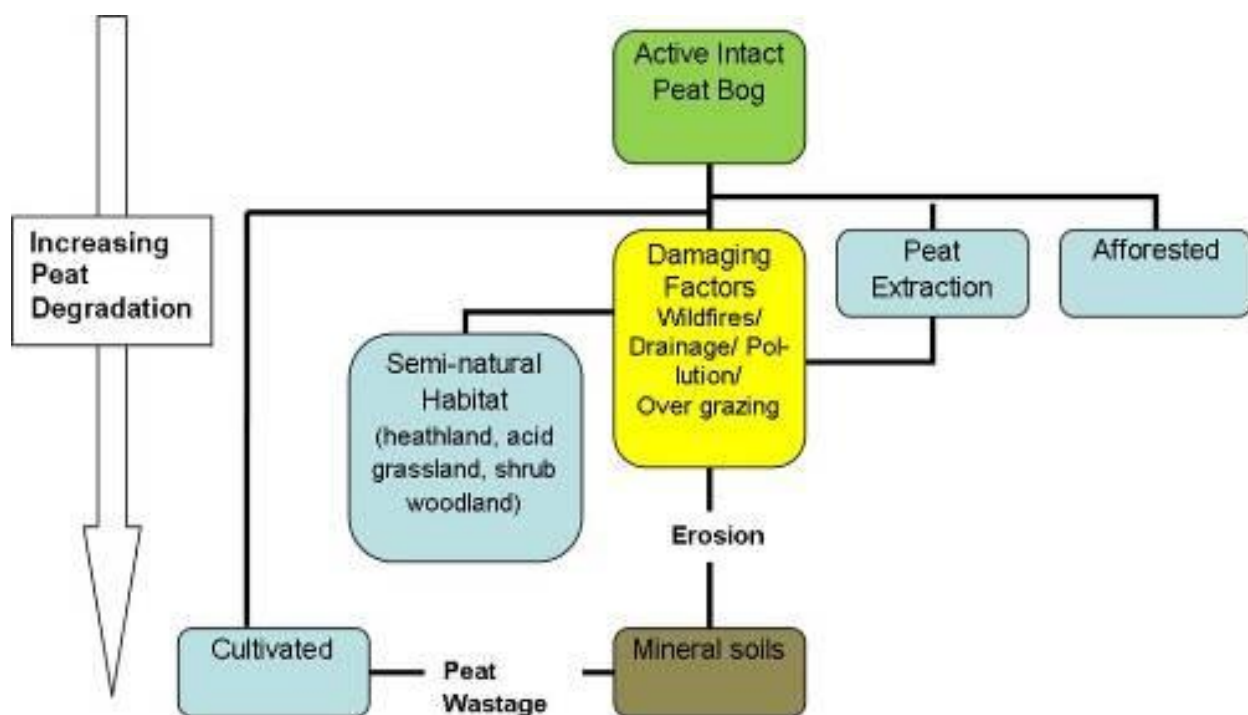 Active Intact
Peat Bog
Increasing
Peat
Degradation
Damaging
Factors
Wildfires/
Drainage/ Pol-
lution/
Over grazing
Peat
Extraction
Afforested
Semi-natural
Habitat
(heathland, acid
grassland, shrub
woodland)
Erosion
Cultivated
Peat
Wastage
Mineral soils